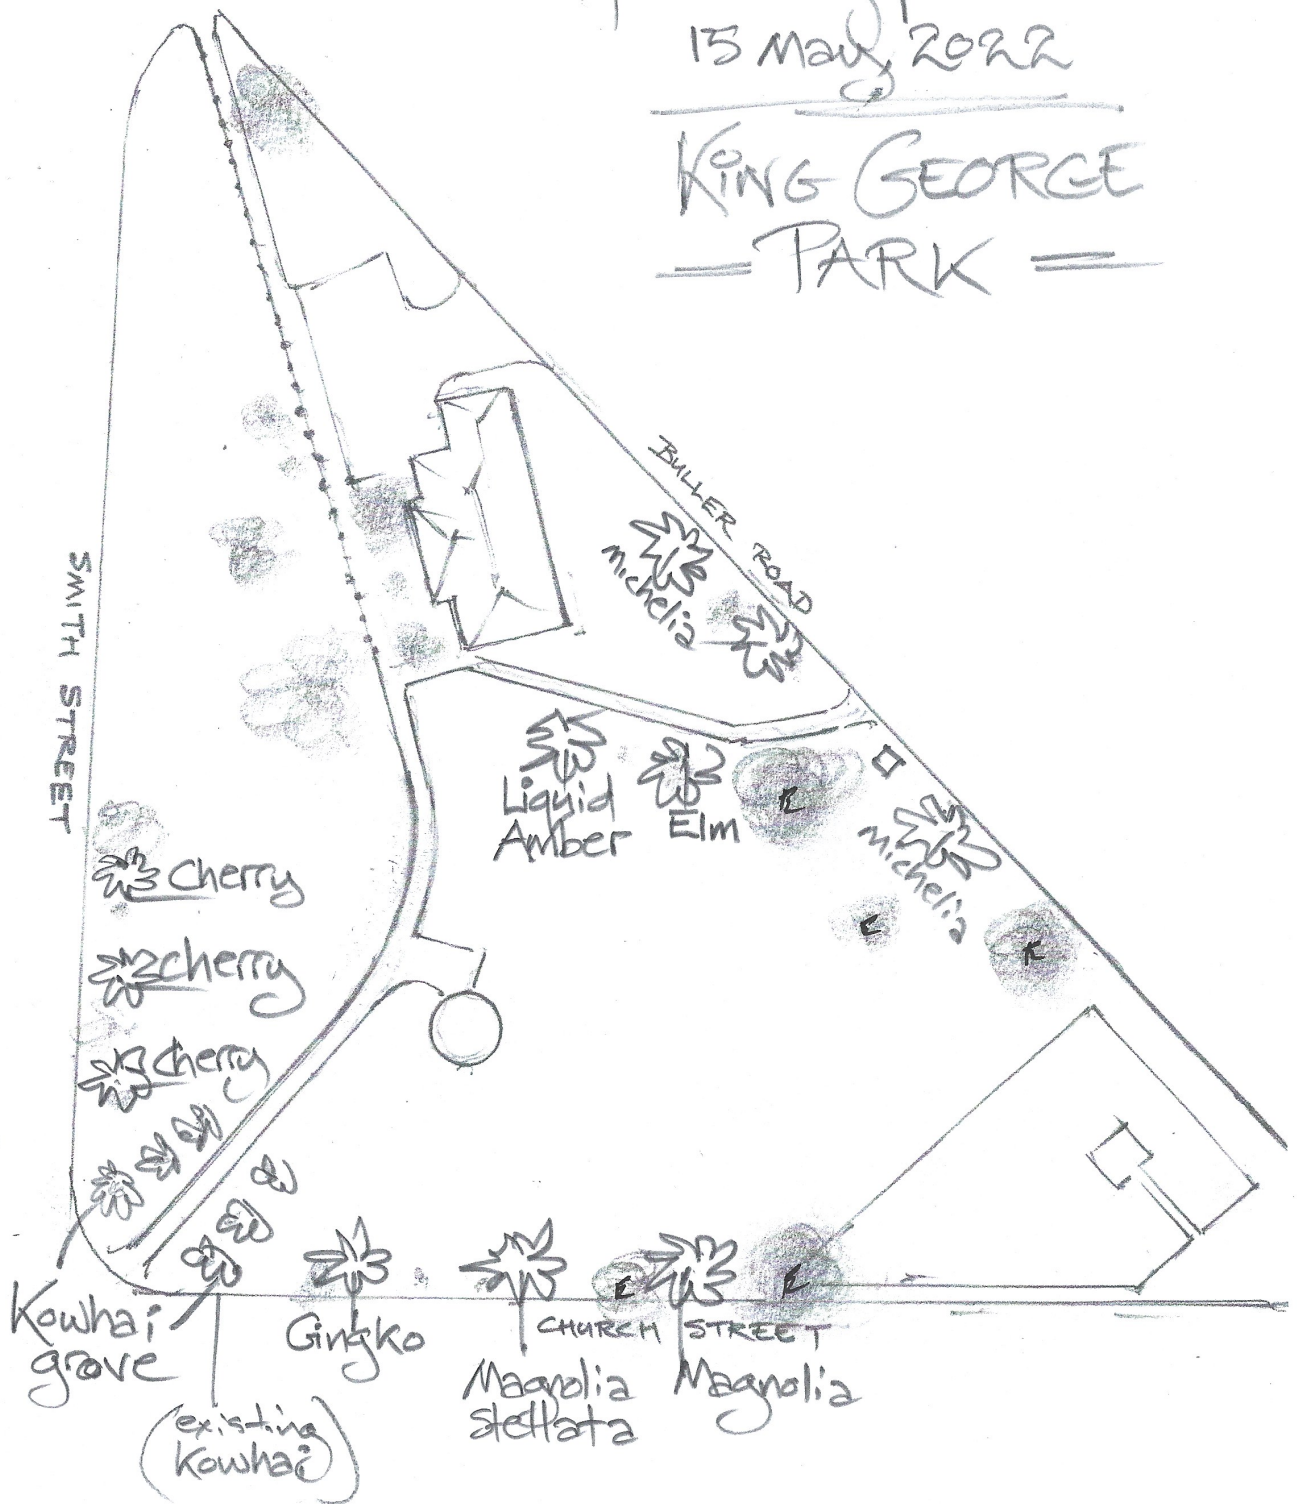 15 May, 2022
KING GEORGE
PARK
BULLER ROAD
SMITH STREET
Michelia
Liquid
Amber
Elm
R
Michelia
Cherry
E
R
cherry
cherry
Kowhai
grove
Gingko
E
E
CHURCH STREET
Magnolia
stellata
Magnolia
(existing
Kowhai)